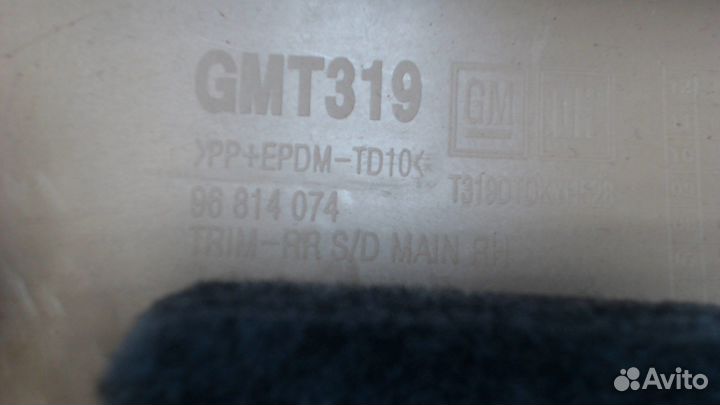 GMT319
GM
>PP+EPDM-TD10<
96 814 074
TRIM-RR S/D MAIN RH
Avito